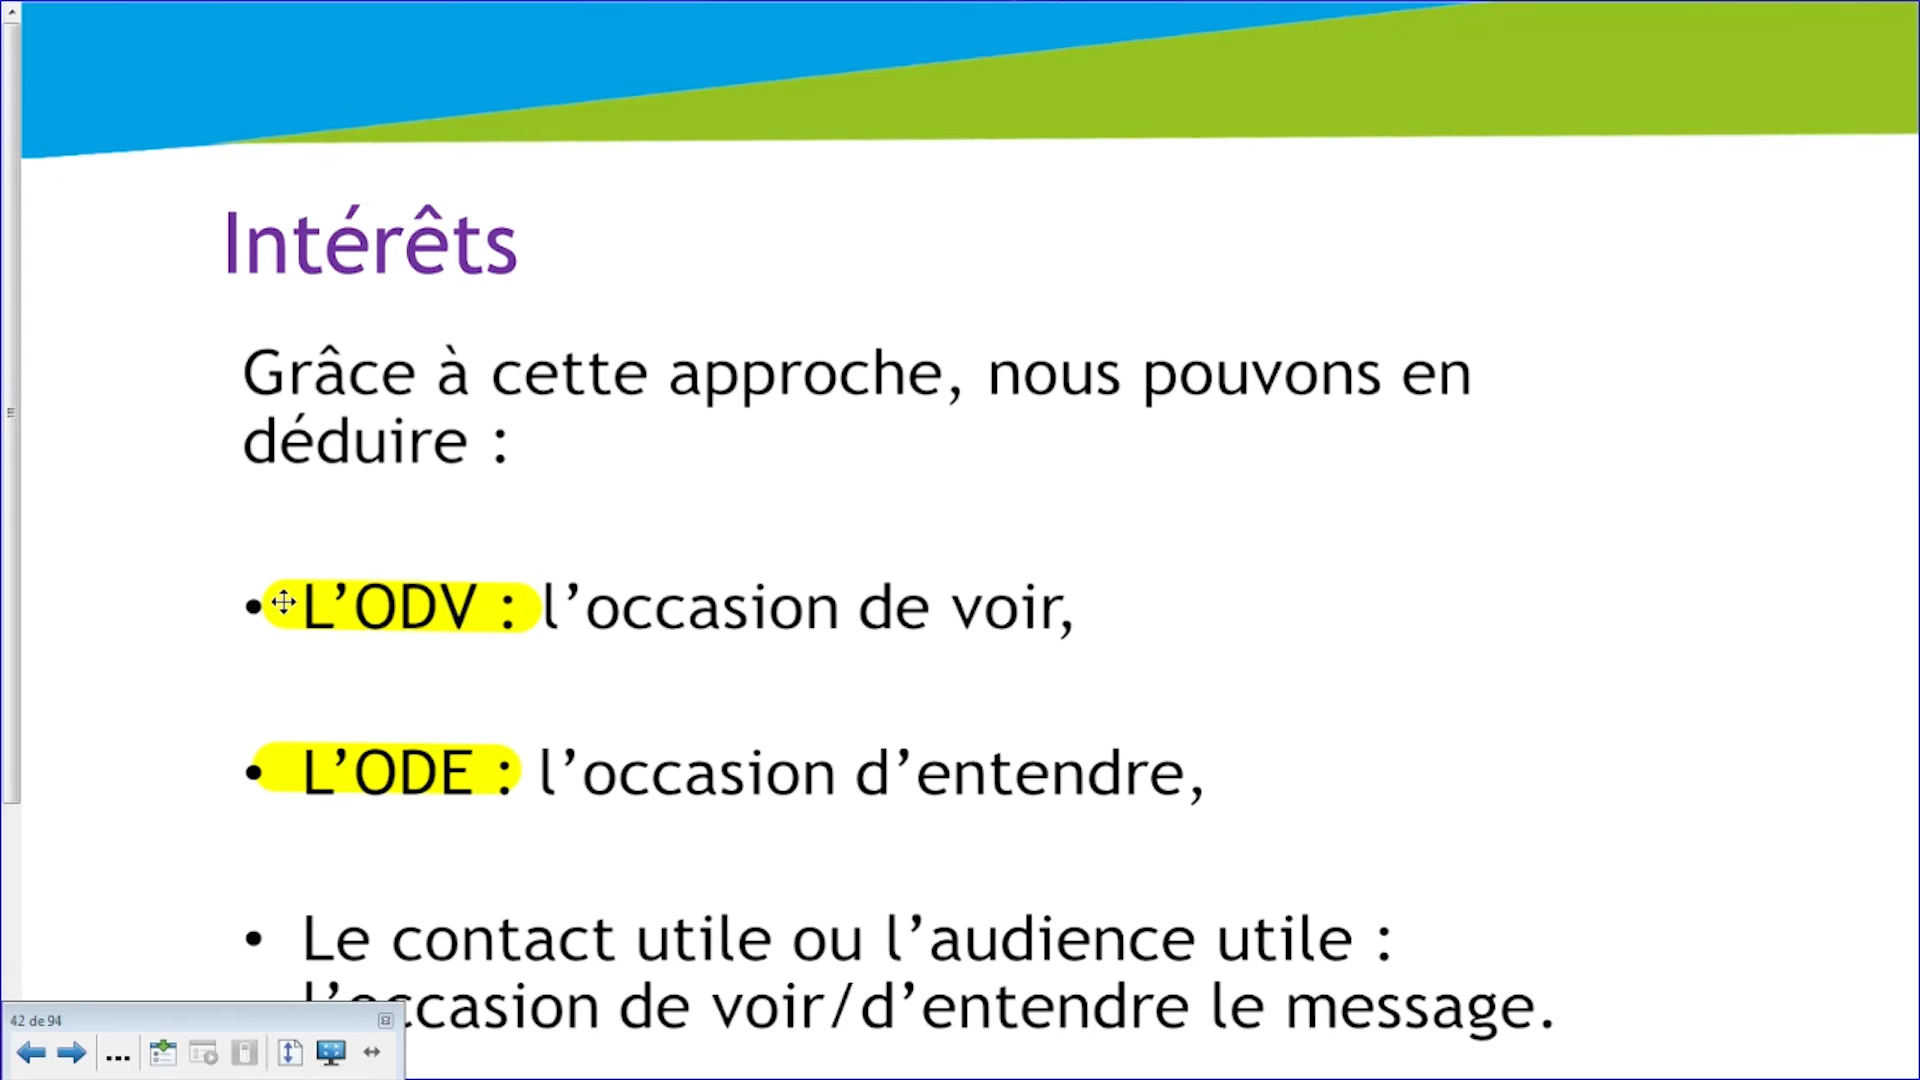 Intérêts
Grâce à cette approche, nous pouvons en
déduire :
• L’ODV : l’occasion de voir,
• L’ODE : l’occasion d’entendre,
• Le contact utile ou l’audience utile :
l’occasion de voir/d’entendre le message.
42 de 94